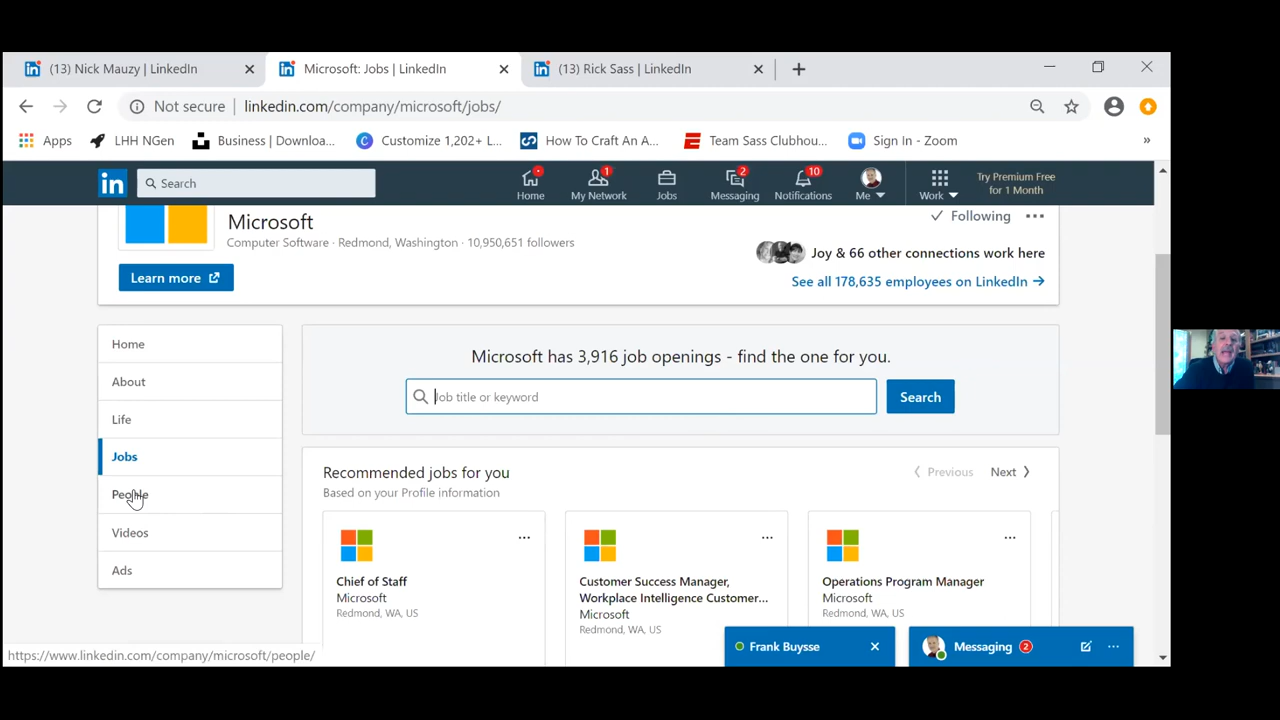 (13) Nick Mauzy | LinkedIn
Microsoft: Jobs | LinkedIn
(13) Rick Sass | LinkedIn
Not secure
linkedin.com/company/microsoft/jobs/
Apps
LHH NGen
Business | Downloa...
Customize 1,202+ L...
How To Craft An A...
Team Sass Clubhou...
Sign In - Zoom
»
in
Search
Home
1
My Network
Jobs
2
Messaging
10
Notifications
Me
Work
Try Premium Free
for 1 Month
Microsoft
Computer Software · Redmond, Washington · 10,950,651 followers
Following
Learn more
Joy & 66 other connections work here
See all 178,635 employees on LinkedIn →
Home
About
Life
Jobs
People
Videos
Ads
Microsoft has 3,916 job openings - find the one for you.
Job title or keyword
Search
Recommended jobs for you
Based on your Profile information
Previous
Next
Chief of Staff
Microsoft
Redmond, WA, US
Customer Success Manager,
Workplace Intelligence Customer...
Microsoft
Redmond, WA, US
Operations Program Manager
Microsoft
Redmond, WA, US
Frank Buysse
Messaging 2
https://www.linkedin.com/company/microsoft/people/